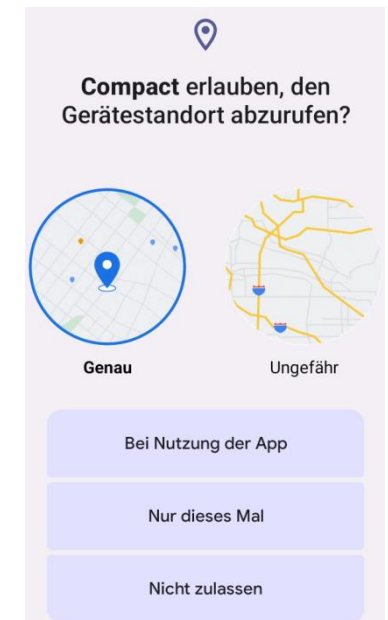 Compact erlauben, den
Gerätestandort abzurufen?
Genau
Ungefähr
Bei Nutzung der App
Nur dieses Mal
Nicht zulassen